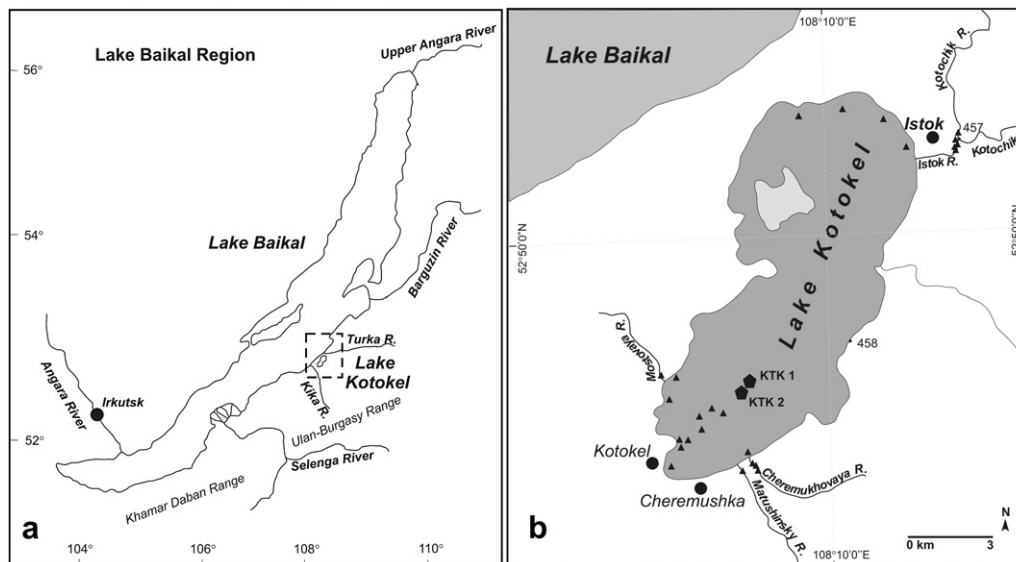 Lake Baikal Region
Upper Angara River
56°
54°
Lake Baikal
Barguzin River
Turka R.
Lake
Kotokel
Kika R.
Angara River
Irkutsk
Ulan-Burgasy Range
52°
Selenga River
Khamar Daban Range
a
104°
106°
108°
110°
108°10'0"E
Lake Baikal
Kotochik R.
Istok
457
Istok R.
Kotochik
Lake Kotokel
52°50'0"N
52°50'0"N
Mostovaya R.
458
KTK 1
KTK 2
Kotokel
Cheremushka
Cheremukhovaya R.
Matushinsky R.
b
N
0 km 3
108°10'0"E